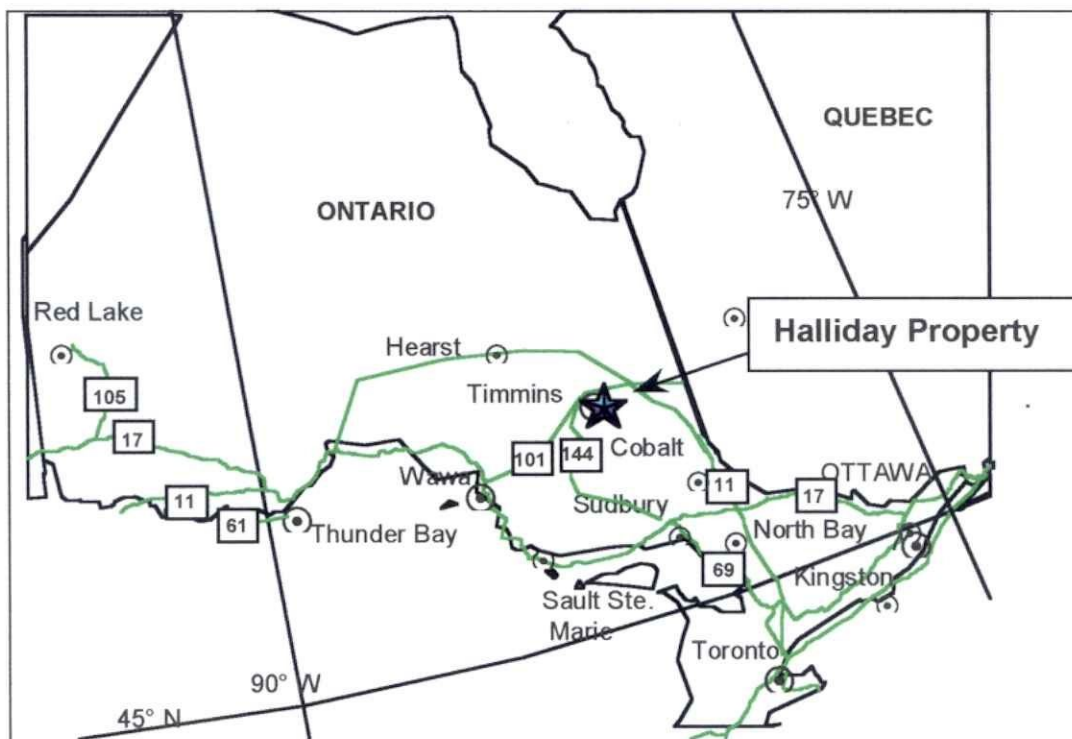 QUEBEC
75° W
ONTARIO
Red Lake
Halliday Property
Hearst
Timmins
105
17
101
144
Cobalt
Wawa
11
OTTAWA
17
11
61
Thunder Bay
Sudbury
North Bay
69
Kingston
Sault Ste.
Marie
Toronto
90° W
45° N